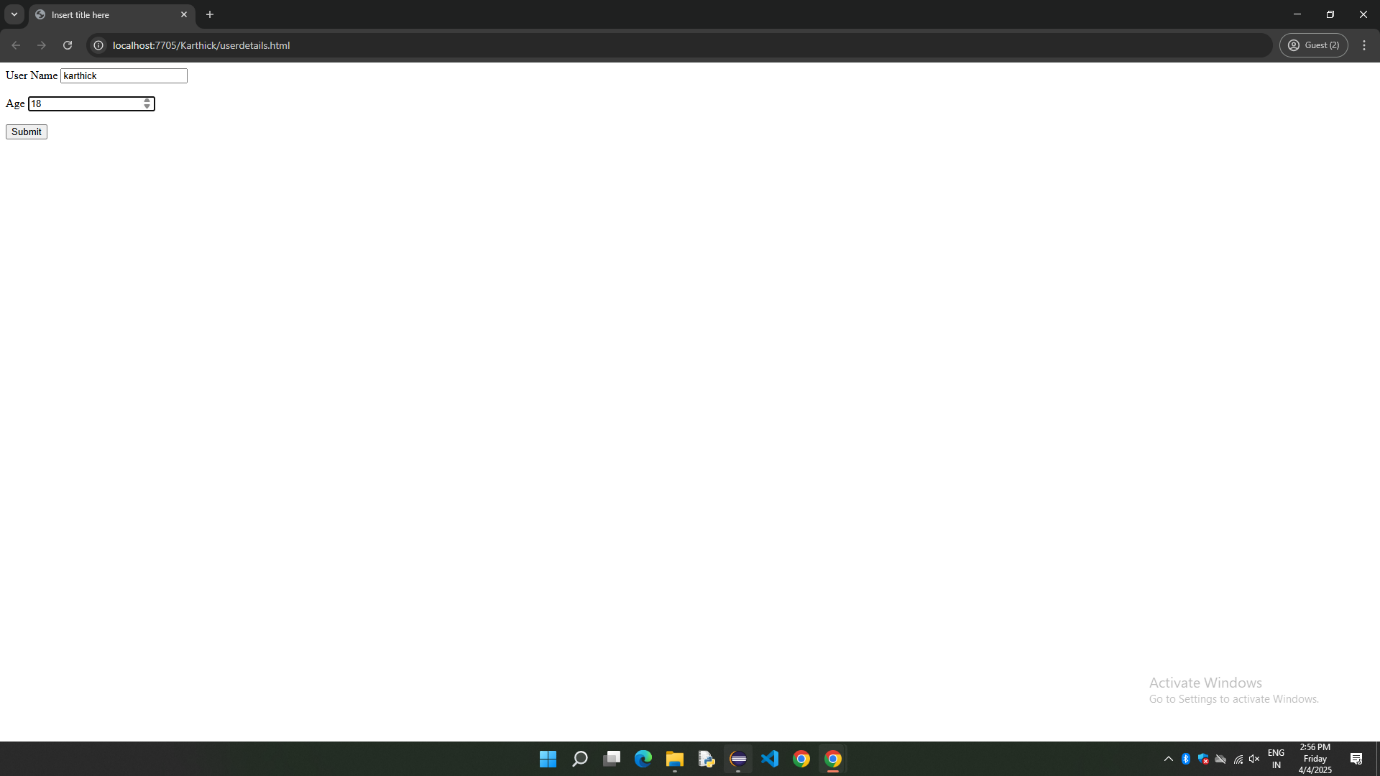 Insert title here
localhost:7705/Karthick/userdetails.html
Guest (2)
User Name karthick
Age 18
Submit
Activate Windows
Go to Settings to activate Windows.
ENG
IN
2:56 PM
Friday
4/4/2025